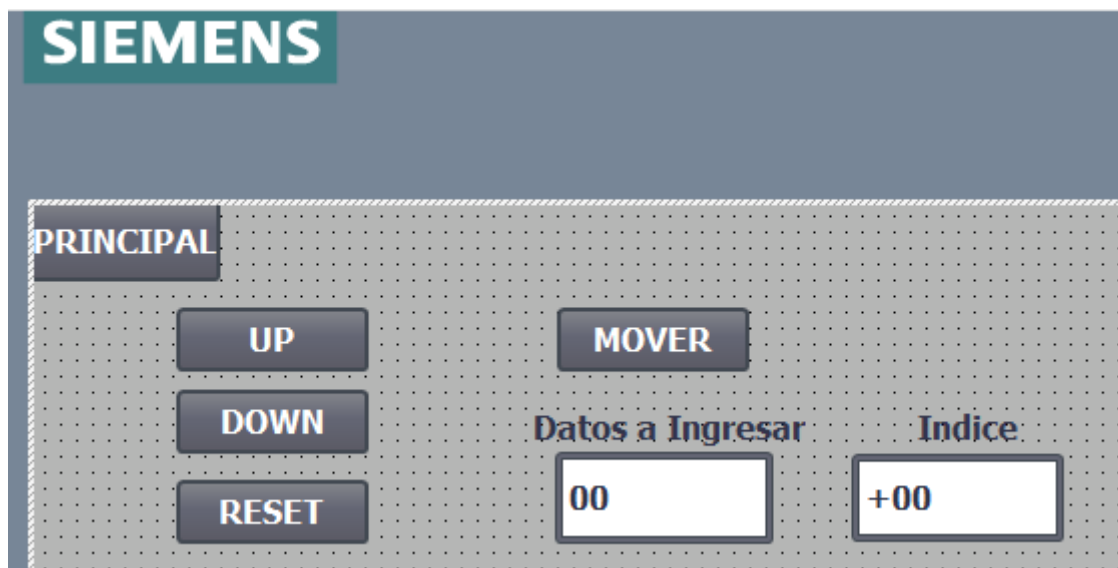 SIEMENS
PRINCIPAL
UP
MOVER
DOWN
Datos a Ingresar
Indice
RESET
00
+00